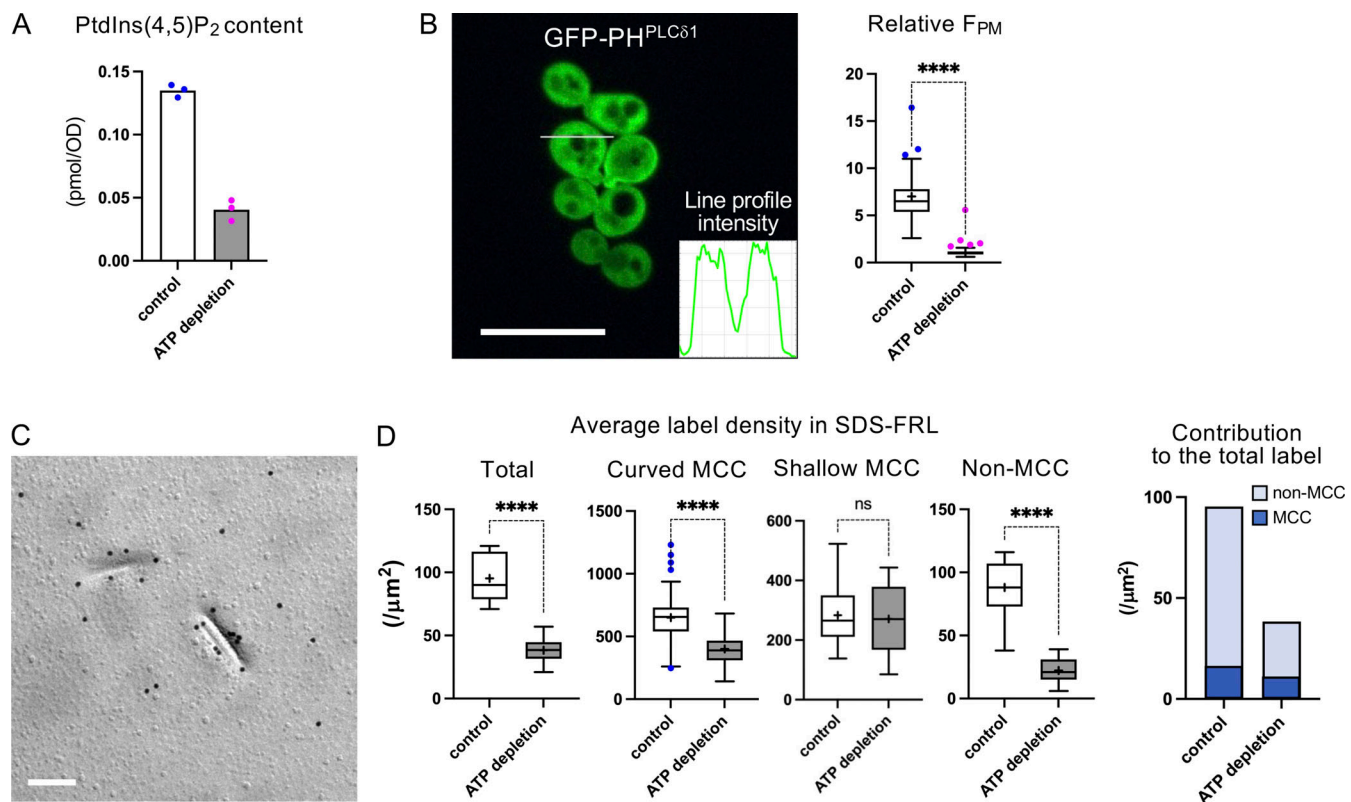 A
PtdIns(4,5)P₂ content
(pmol/OD)
0.15
0.10
0.05
0.00
control
ATP depletion
B
GFP-PH^PLCδ1
Line profile
intensity
Relative F_PM
****
20
15
10
5
0
control
ATP depletion
C
D
Average label density in SDS-FRL
Total
Curved MCC
Shallow MCC
Non-MCC
(/μm²)
150
100
50
0
****
control
ATP depletion
1500
1000
500
0
****
control
ATP depletion
600
400
200
0
ns
control
ATP depletion
150
100
50
0
****
control
ATP depletion
Contribution
to the total label
non-MCC
MCC
(/μm²)
100
50
0
control
ATP depletion